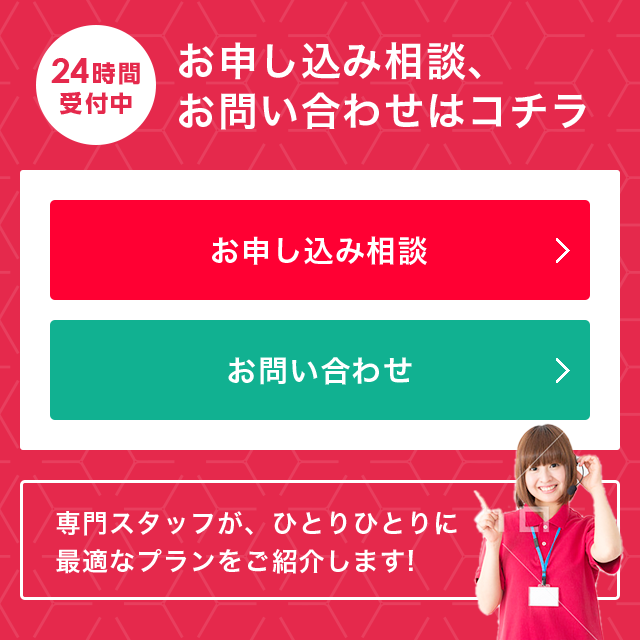 24時間
受付中
お申し込み相談、
お問い合わせはコチラ
お申し込み相談
お問い合わせ
専門スタッフが、ひとりひとりに
最適なプランをご紹介します!